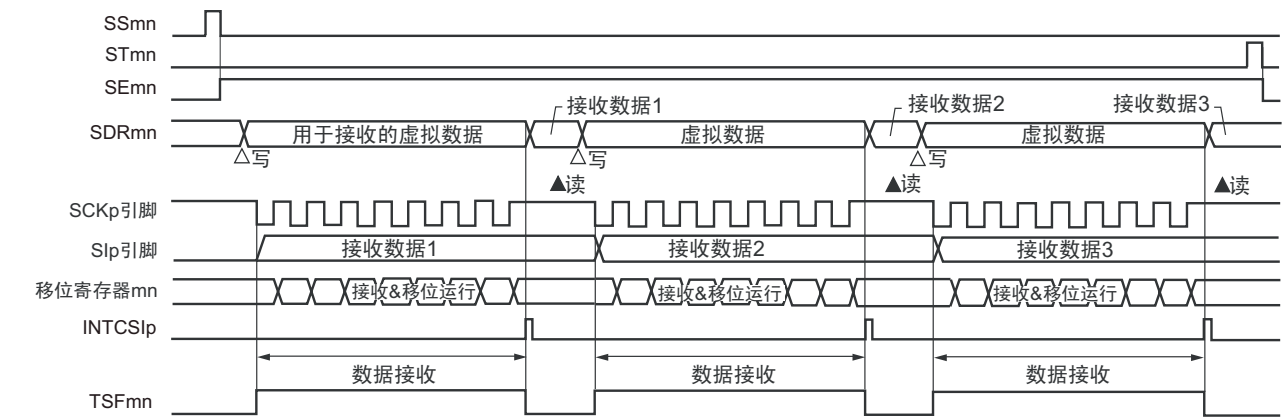 SSmn
STmn
SEmn
接收数据1 接收数据2 接收数据3
SDRmn 用于接收的虚拟数据 虚拟数据 虚拟数据
△写 △写 △写
▲读 ▲读 ▲读
SCKp引脚
SIp引脚 接收数据1 接收数据2 接收数据3
移位寄存器mn 接收&移位运行 接收&移位运行 接收&移位运行
INTCSIp
数据接收 数据接收 数据接收
TSFmn